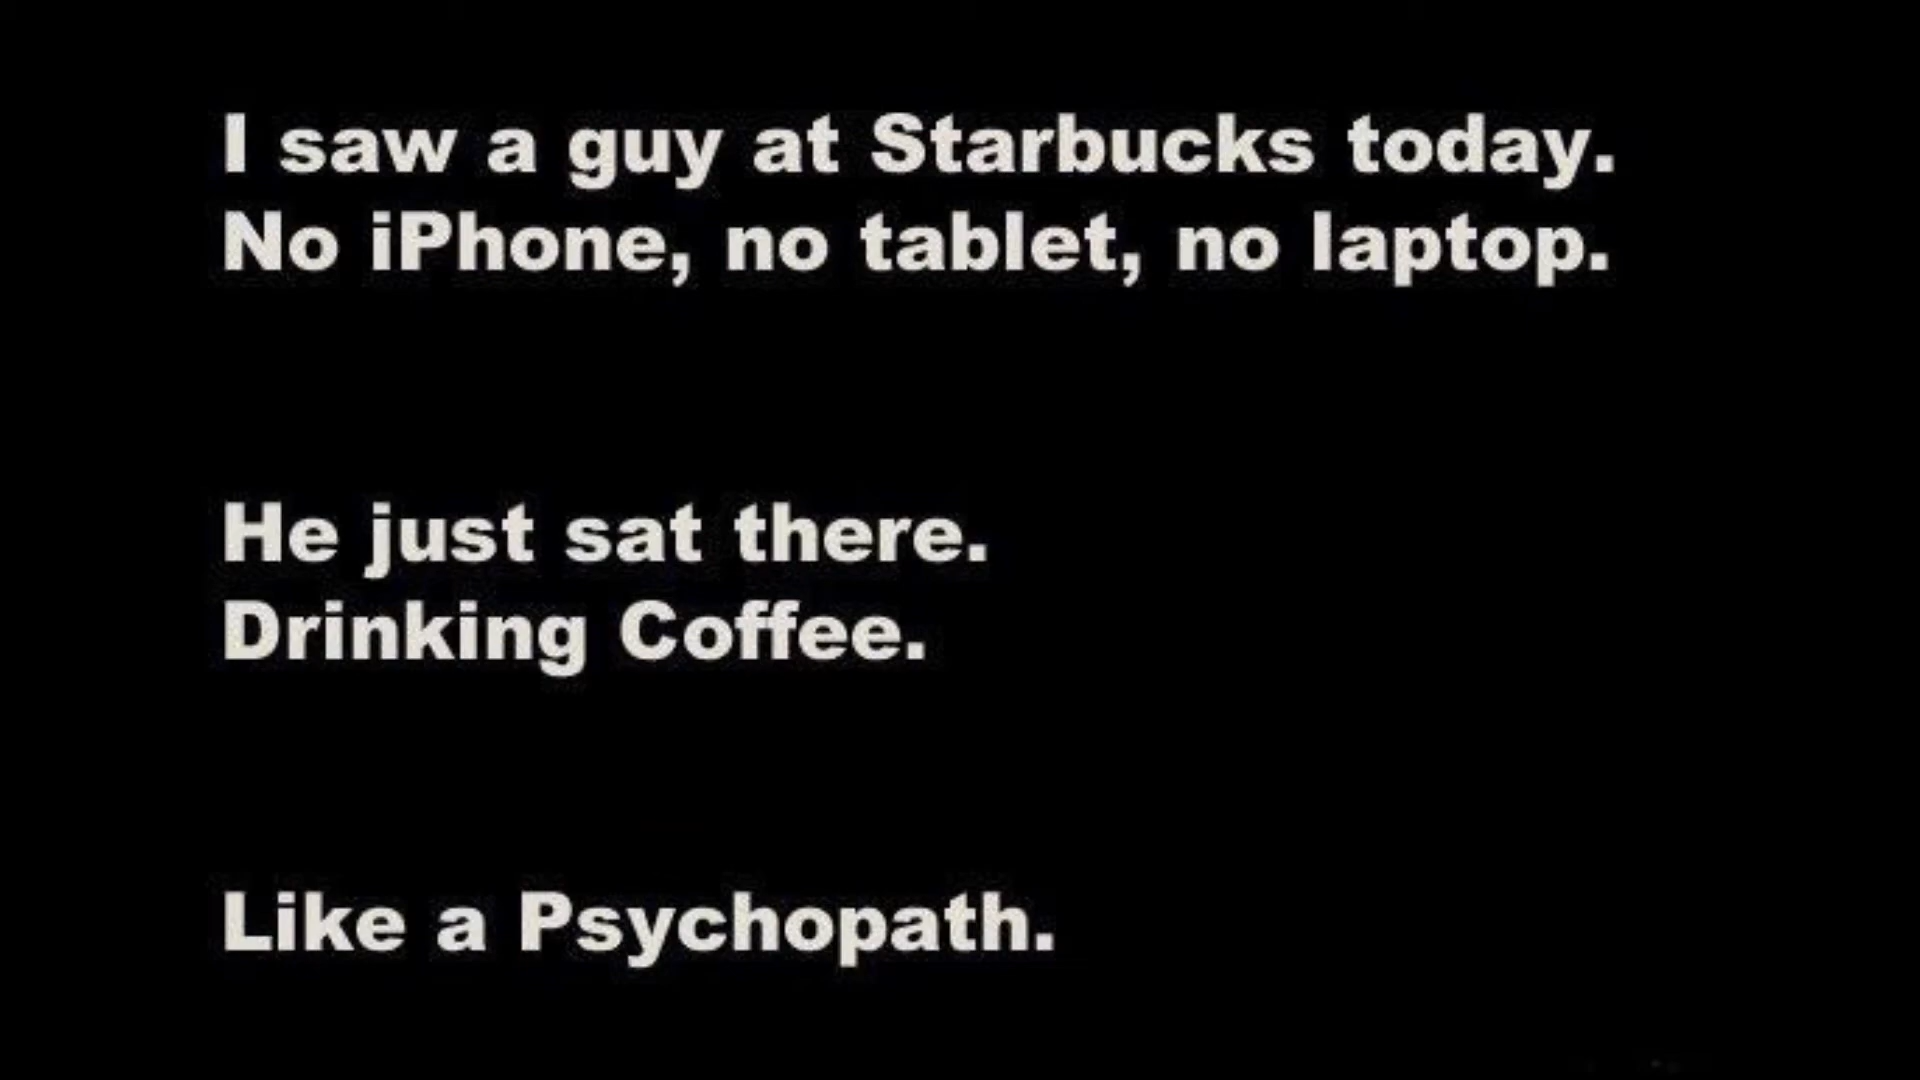 I saw a guy at Starbucks today.
No iPhone, no tablet, no laptop.
He just sat there.
Drinking Coffee.
Like a Psychopath.